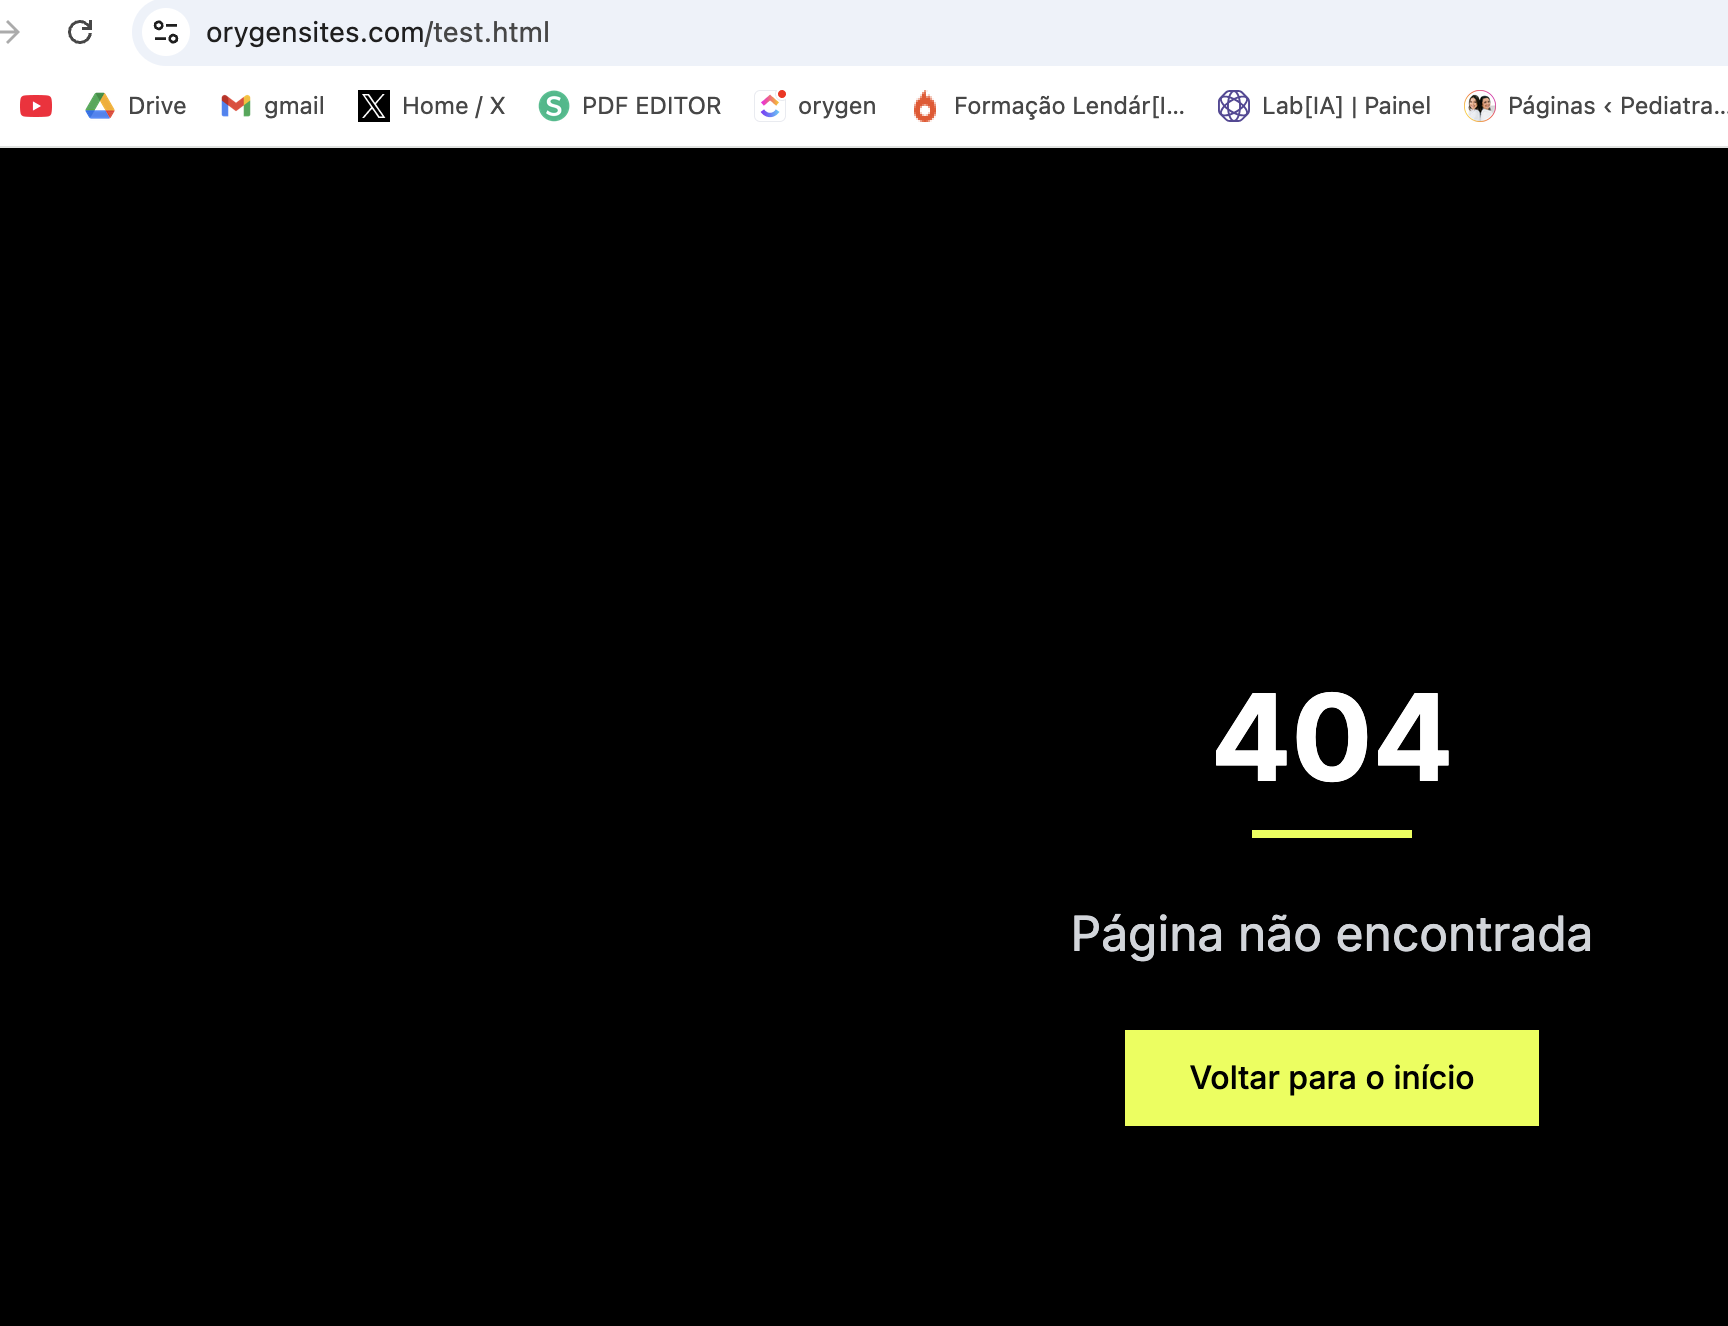 orygensites.com/test.html
Drive gmail Home / X PDF EDITOR orygen Formação Lendár[I... Lab[IA] | Painel Páginas ‹ Pediatra...
404
Página não encontrada
Voltar para o início